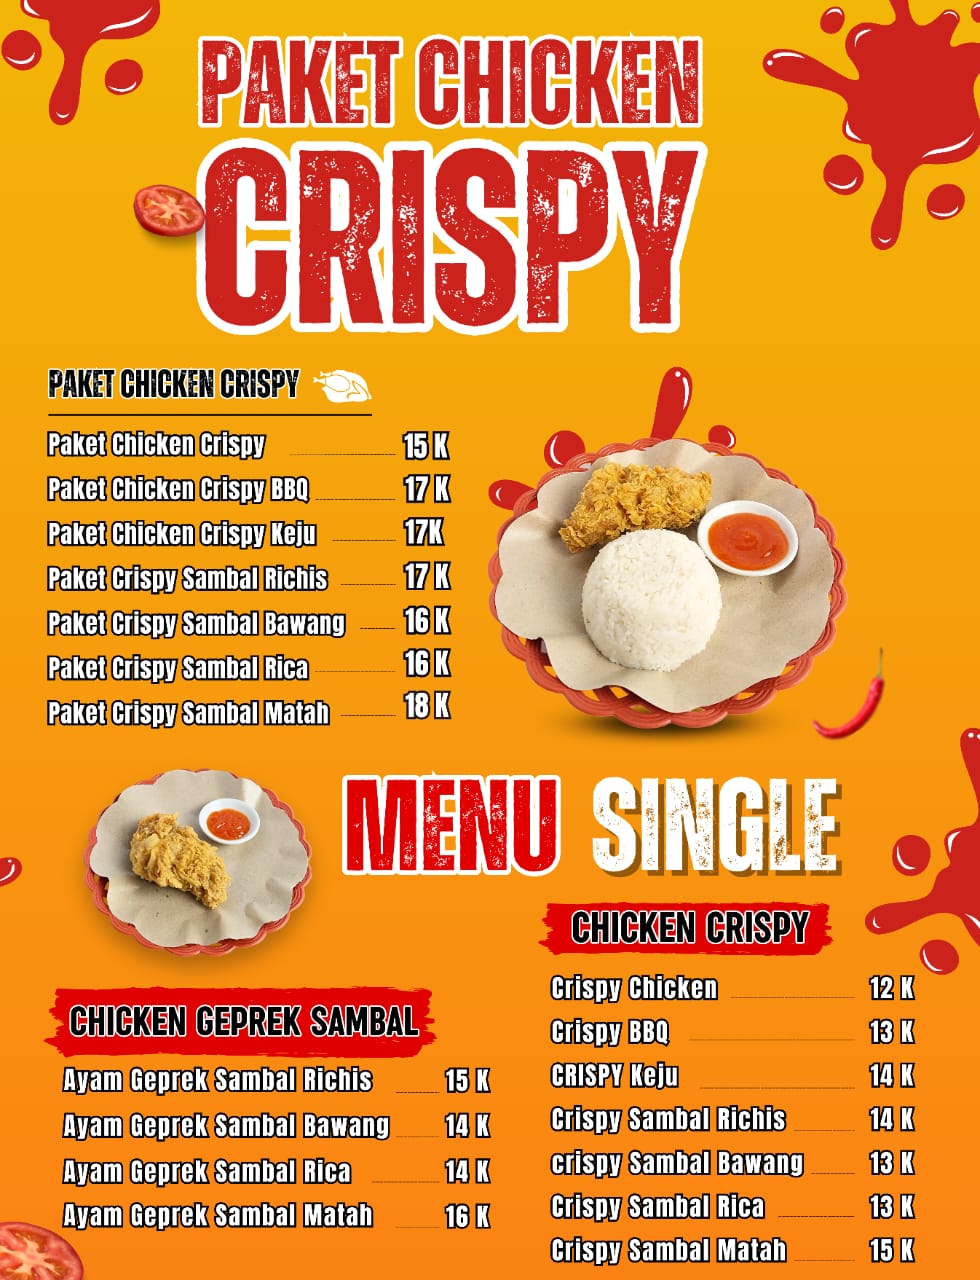 PAKET CHICKEN
CRISPY
PAKET CHICKEN CRISPY
Paket Chicken Crispy 15 K
Paket Chicken Crispy BBQ 17 K
Paket Chicken Crispy Keju 17K
Paket Crispy Sambal Richis 17 K
Paket Crispy Sambal Bawang 16 K
Paket Crispy Sambal Rica 16 K
Paket Crispy Sambal Matah 18 K
MENU SINGLE
CHICKEN GEPREK SAMBAL
Ayam Geprek Sambal Richis 15 K
Ayam Geprek Sambal Bawang 14 K
Ayam Geprek Sambal Rica 14 K
Ayam Geprek Sambal Matah 16 K
CHICKEN CRISPY
Crispy Chicken 12 K
Crispy BBQ 13 K
CRISPY Keju 14 K
Crispy Sambal Richis 14 K
crispy Sambal Bawang 13 K
Crispy Sambal Rica 13 K
Crispy Sambal Matah 15 K